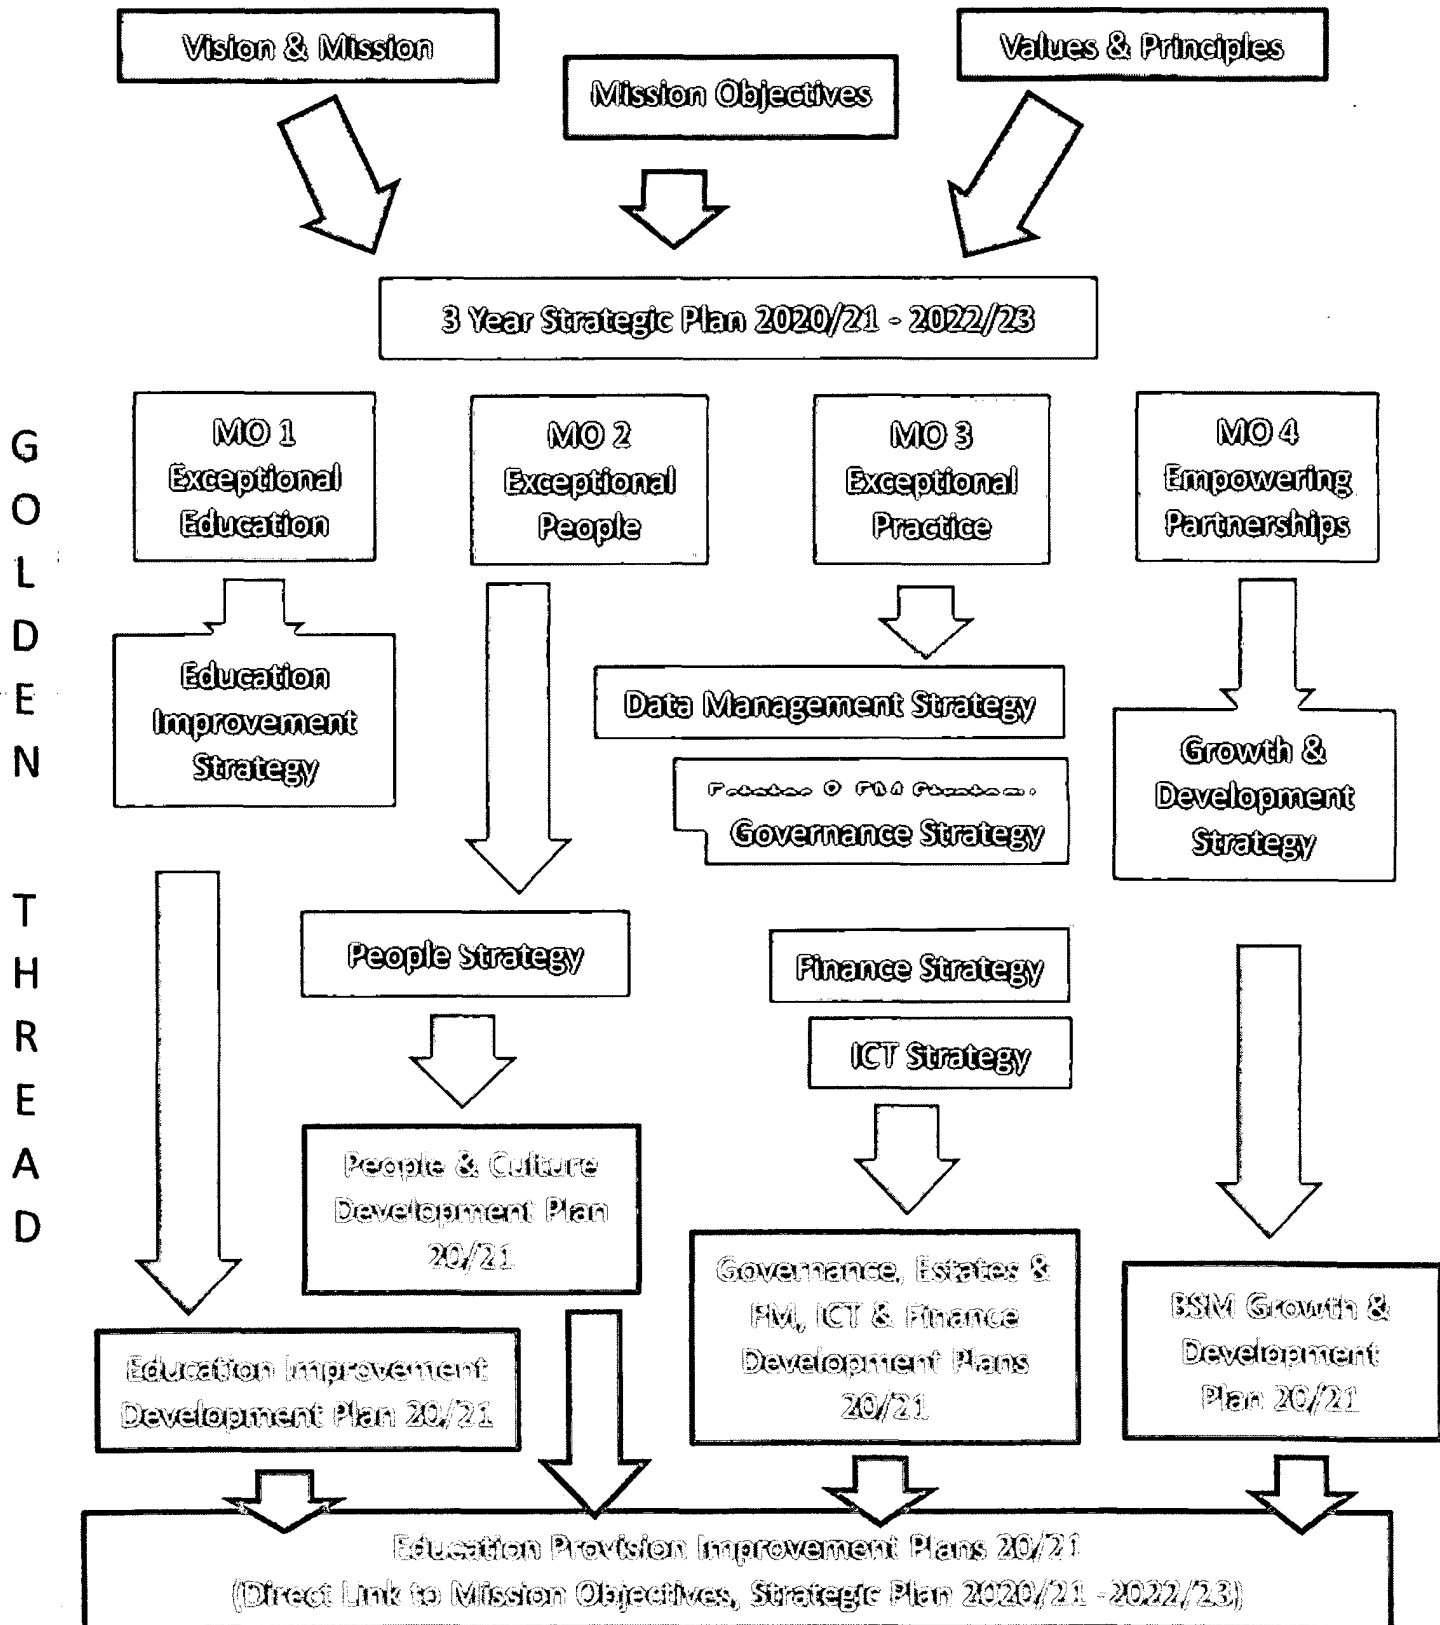 Vision & Mission
Mission Objectives
Values & Principles
3 Year Strategic Plan 2020/21 - 2022/23
GOLDEN THREAD
MO 1
Exceptional
Education
MO 2
Exceptional
People
MO 3
Exceptional
Practice
MO 4
Empowering
Partnerships
Education
Improvement
Strategy
Data Management Strategy
Governance Strategy
Growth &
Development
Strategy
People Strategy
Finance Strategy
ICT Strategy
People & Culture
Development Plan
20/21
Governance, Estates &
FM, ICT & Finance
Development Plans
20/21
BSM Growth &
Development
Plan 20/21
Education Improvement
Development Plan 20/21
Education Provision Improvement Plans 20/21
(Direct Link to Mission Objectives, Strategic Plan 2020/21 -2022/23)